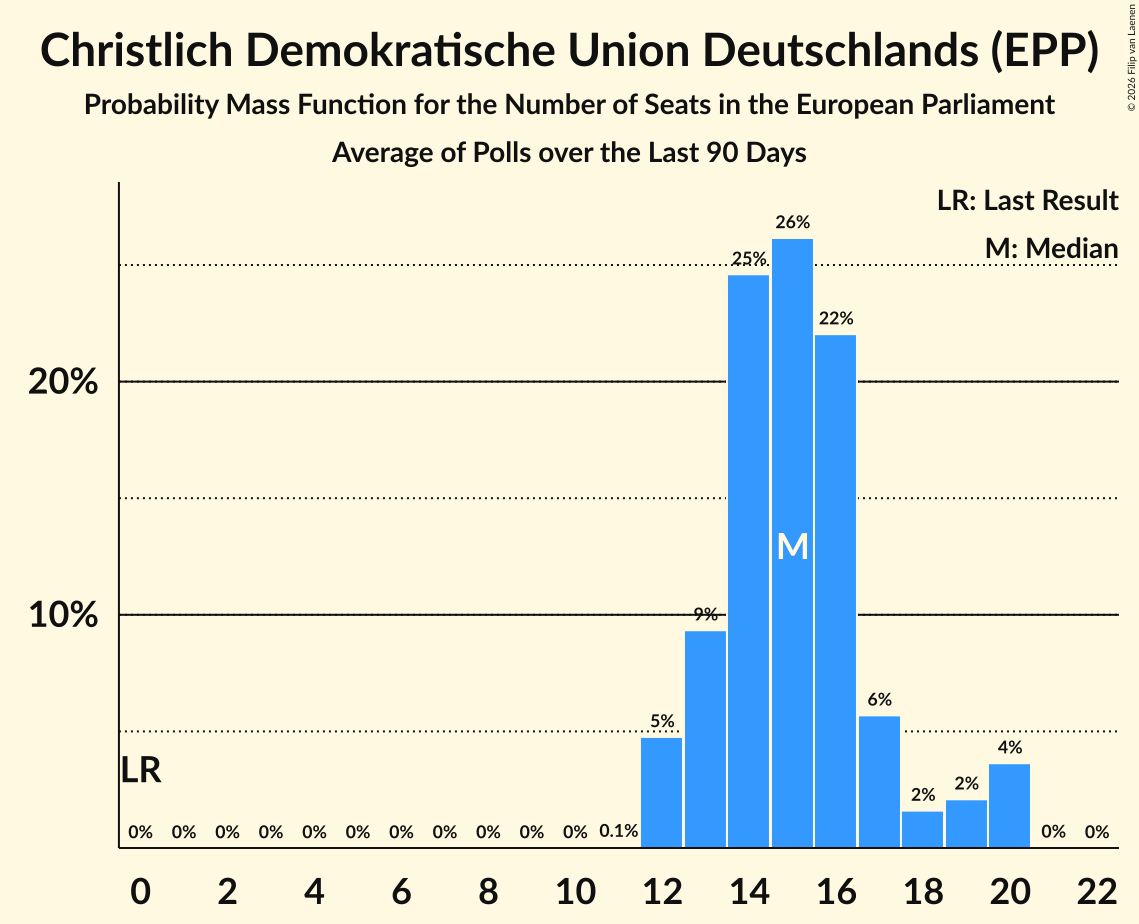 Christlich Demokratische Union Deutschlands (EPP)
Probability Mass Function for the Number of Seats in the European Parliament
Average of Polls over the Last 90 Days
© 2026 Filip van Laenen
LR: Last Result
M: Median
26%
25%
22%
20%
M
10%
9%
6%
5%
4%
2%
2%
LR
0% 0% 0% 0% 0% 0% 0% 0% 0% 0% 0% 0.1% 0% 0%
0 2 4 6 8 10 12 14 16 18 20 22